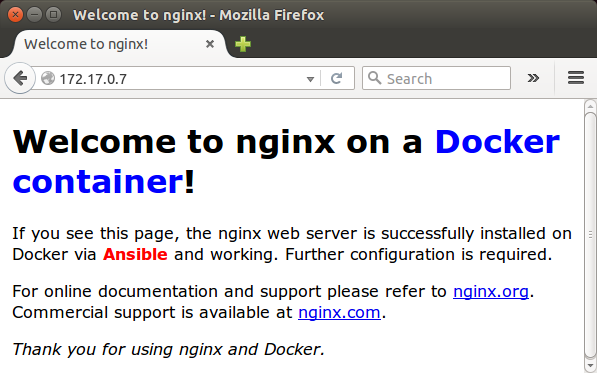 Welcome to nginx! - Mozilla Firefox
Welcome to nginx!
172.17.0.7
Search
Welcome to nginx on a Docker
container!
If you see this page, the nginx web server is successfully installed on
Docker via Ansible and working. Further configuration is required.
For online documentation and support please refer to nginx.org.
Commercial support is available at nginx.com.
Thank you for using nginx and Docker.